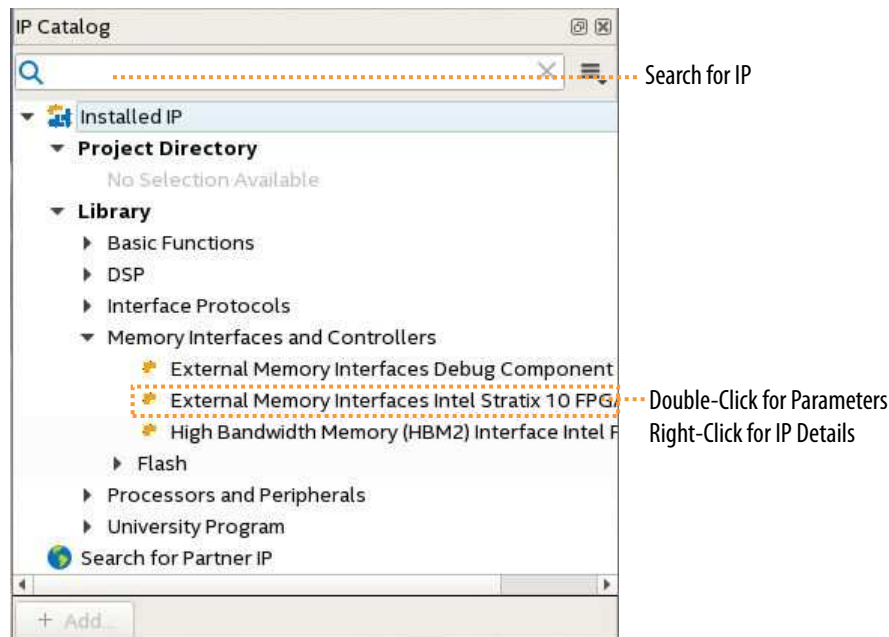 IP Catalog
Search for IP
Installed IP
Project Directory
No Selection Available
Library
Basic Functions
DSP
Interface Protocols
Memory Interfaces and Controllers
External Memory Interfaces Debug Component
External Memory Interfaces Intel Stratix 10 FPGA
Double-Click for Parameters
High Bandwidth Memory (HBM2) Interface Intel F
Right-Click for IP Details
Flash
Processors and Peripherals
University Program
Search for Partner IP
+ Add...